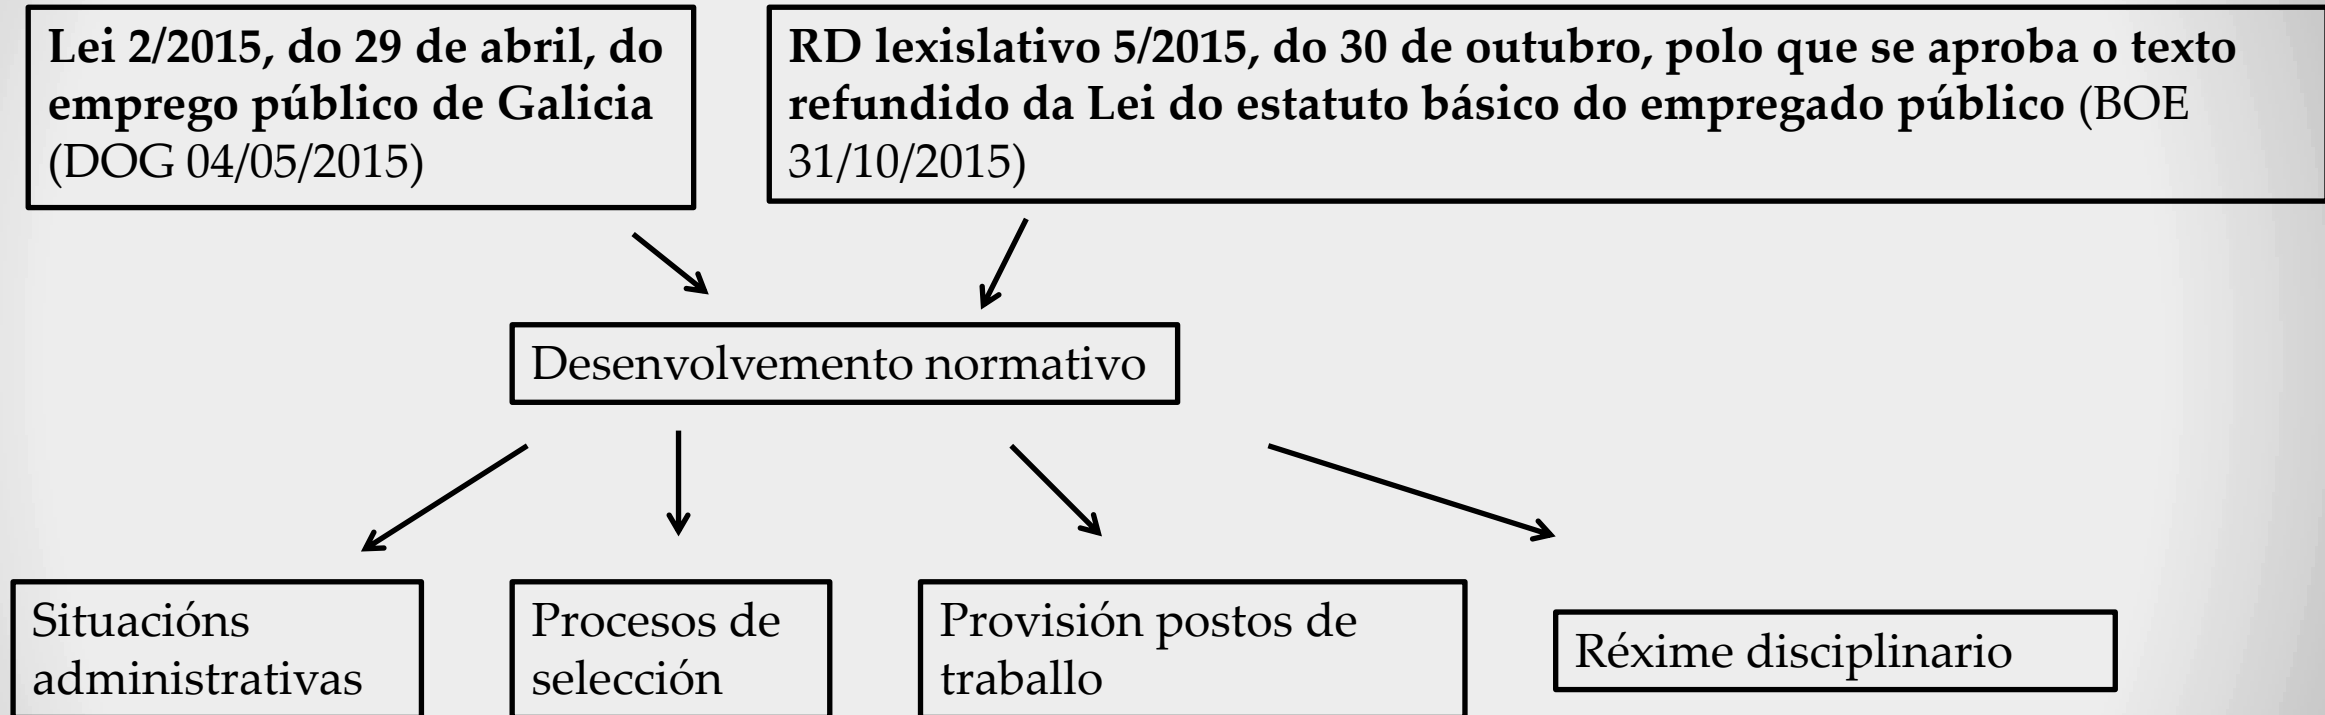 Lei 2/2015, do 29 de abril, do
emprego público de Galicia
(DOG 04/05/2015)
RD lexislativo 5/2015, do 30 de outubro, polo que se aproba o texto
refundido da Lei do estatuto básico do empregado público (BOE
31/10/2015)
Desenvolvemento normativo
Situacións
administrativas
Procesos de
selección
Provisión postos de
traballo
Réxime disciplinario